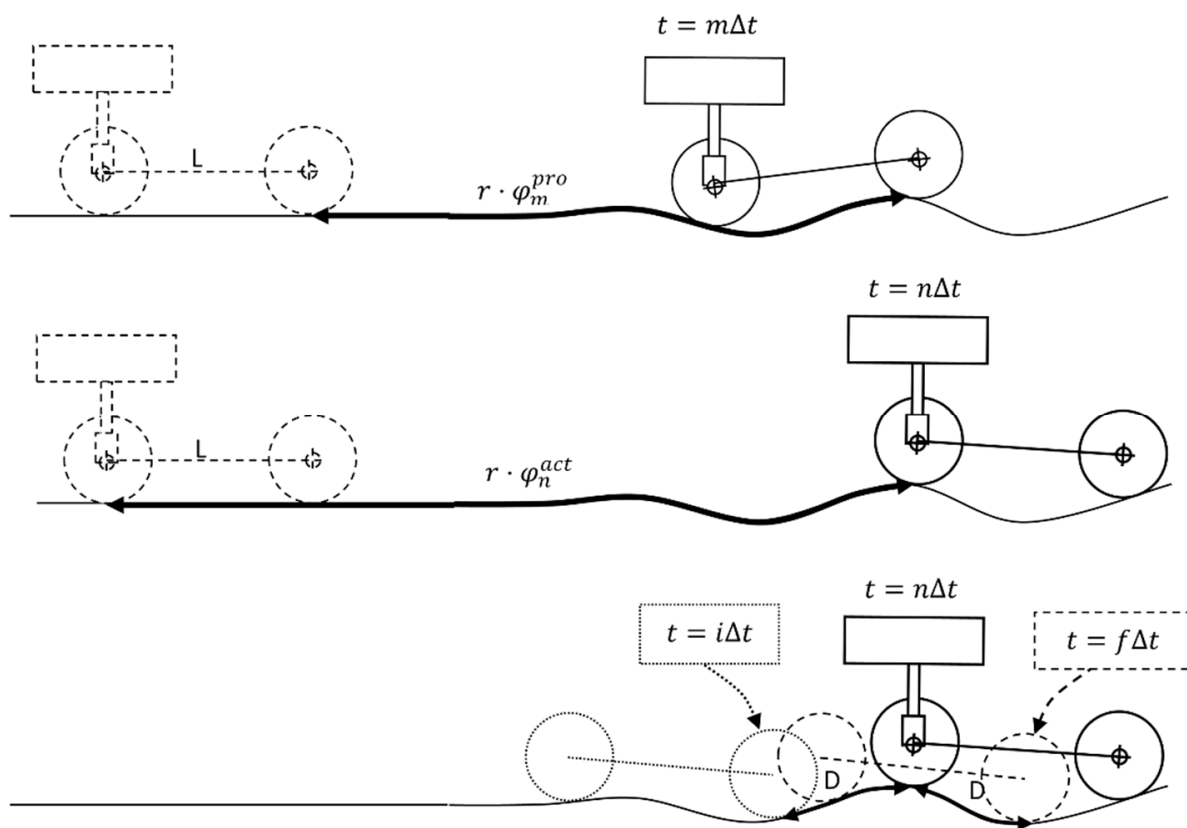 t = mΔt
L
r · φ_m^{pro}
t = nΔt
L
r · φ_n^{act}
t = nΔt
t = iΔt
t = fΔt
D
D